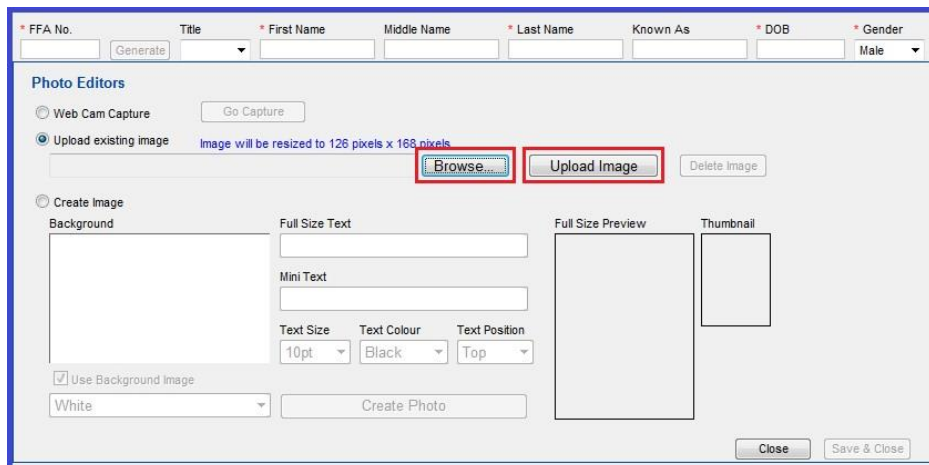 * FFA No. Title * First Name Middle Name * Last Name Known As * DOB * Gender
Generate Male
Photo Editors
Web Cam Capture Go Capture
Upload existing image Image will be resized to 126 pixels x 168 pixels
Browse... Upload Image Delete Image
Create Image
Background Full Size Text Full Size Preview Thumbnail
Mini Text
Text Size Text Colour Text Position
10pt Black Top
Use Background Image
White Create Photo
Close Save & Close